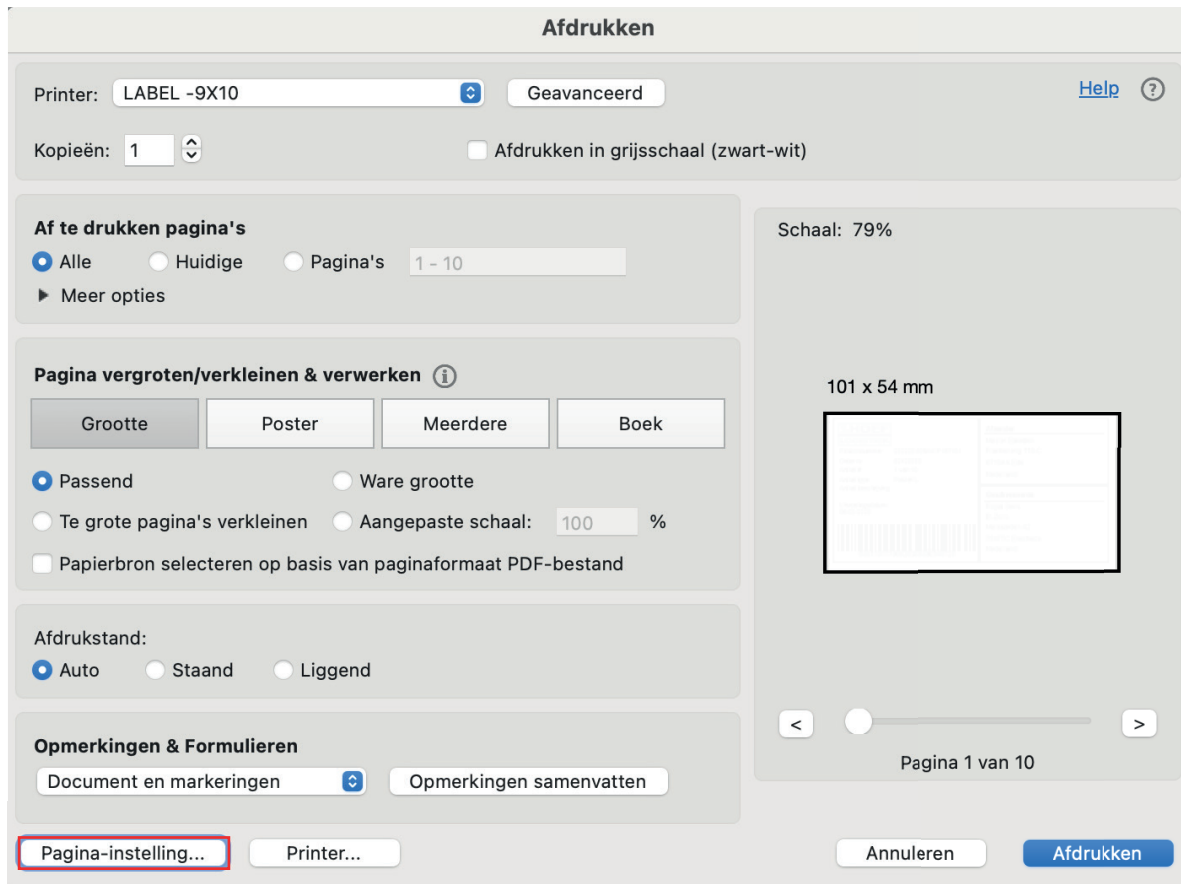 Afdrukken
Printer: LABEL -9X10 Geavanceerd Help ?
Kopieën: 1 Afdrukken in grijsschaal (zwart-wit)
Af te drukken pagina's
Alle Huidige Pagina's 1 - 10
Meer opties
Pagina vergroten/verkleinen & verwerken
Grootte Poster Meerdere Boek
Passend Ware grootte
Te grote pagina's verkleinen Aangepaste schaal: 100 %
Papierbron selecteren op basis van paginaformaat PDF-bestand
Afdrukstand:
Auto Staand Liggend
Opmerkingen & Formulieren
Document en markeringen Opmerkingen samenvatten
Schaal: 79%
101 x 54 mm
< >
Pagina 1 van 10
Pagina-instelling... Printer... Annuleren Afdrukken